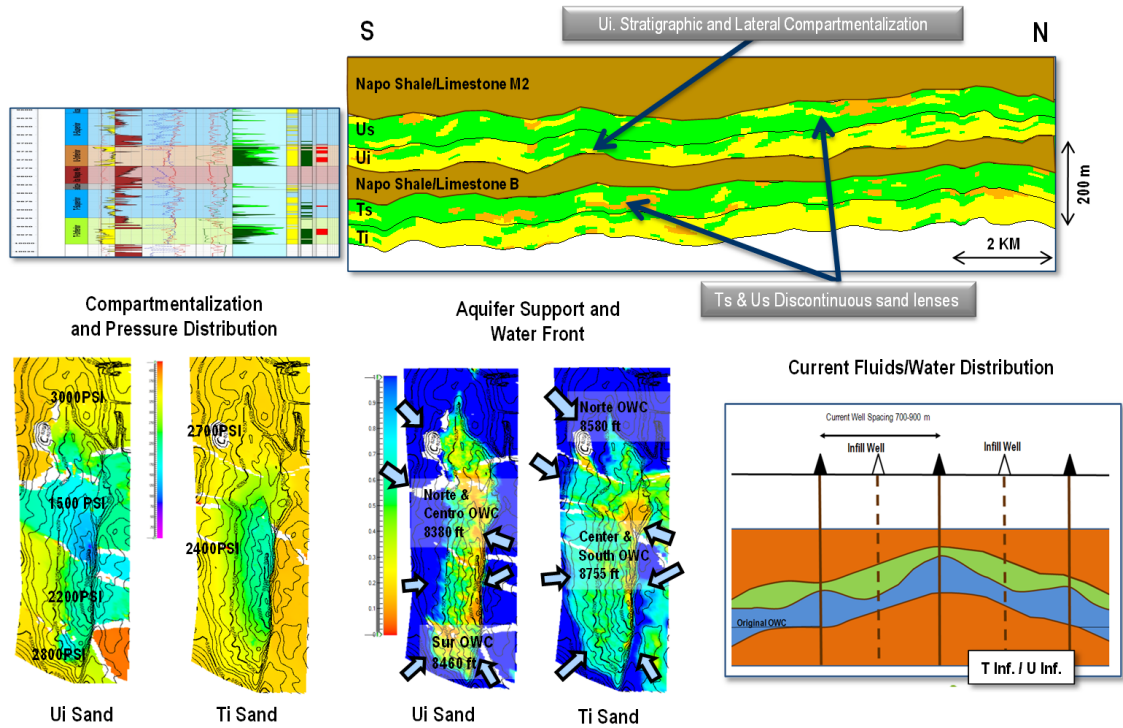 S
Ui. Stratigraphic and Lateral Compartmentalization
N
Napo Shale/Limestone M2
Us
Ui
Napo Shale/Limestone B
Ts
Ti
200 m
2 KM
Ts & Us Discontinuous sand lenses
Compartmentalization
and Pressure Distribution
3000PSI
1500 PSI
2200PSI
2800PSI
2700PSI
2400PSI
Ui Sand
Ti Sand
Aquifer Support and
Water Front
Norte &
Centro OWC
8380 ft
Sur OWC
8460 ft
Norte OWC
8580 ft
Center &
South OWC
8755 ft
Ui Sand
Ti Sand
Current Fluids/Water Distribution
Current Well Spacing 700-900 m
Infill Well
Infill Well
Original OWC
T Inf. / U Inf.